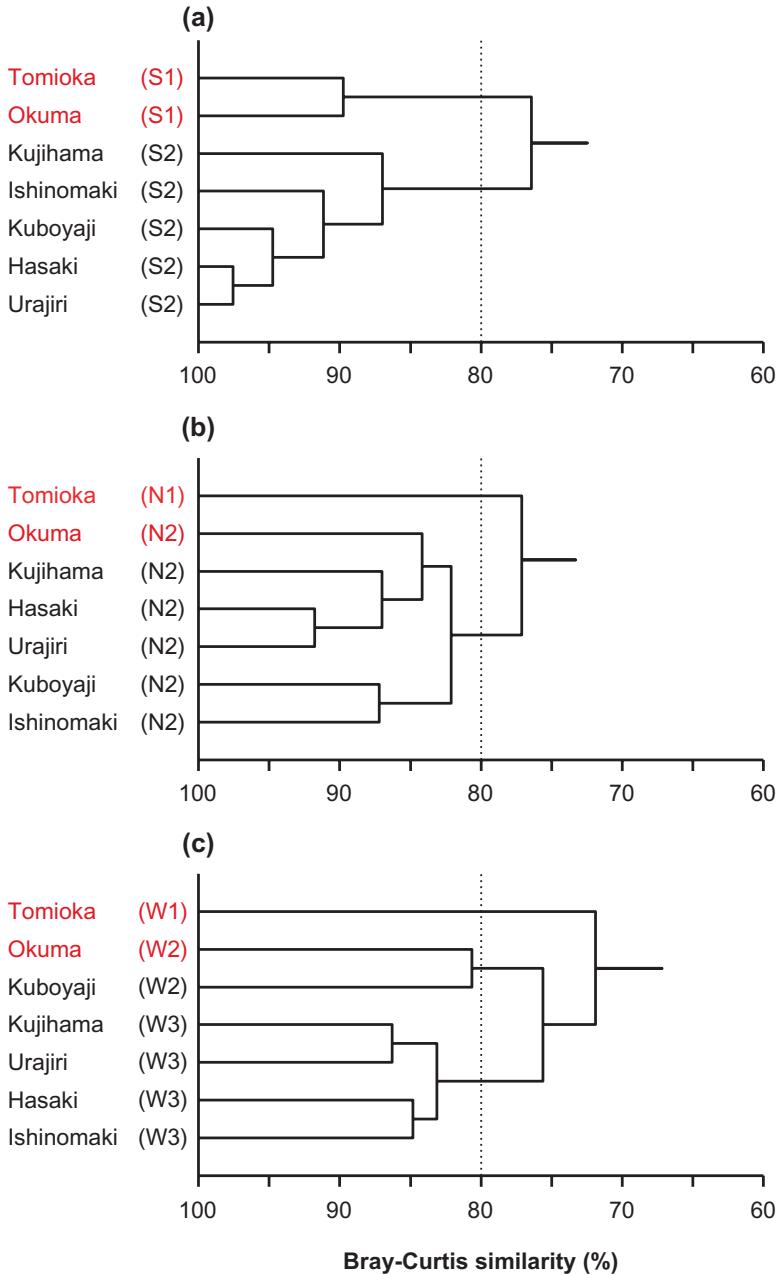 (a)
Tomioka (S1)
Okuma (S1)
Kujihama (S2)
Ishinomaki (S2)
Kuboyaji (S2)
Hasaki (S2)
Urajiri (S2)
100 90 80 70 60
(b)
Tomioka (N1)
Okuma (N2)
Kujihama (N2)
Hasaki (N2)
Urajiri (N2)
Kuboyaji (N2)
Ishinomaki (N2)
100 90 80 70 60
(c)
Tomioka (W1)
Okuma (W2)
Kuboyaji (W2)
Kujihama (W3)
Urajiri (W3)
Hasaki (W3)
Ishinomaki (W3)
100 90 80 70 60
Bray-Curtis similarity (%)